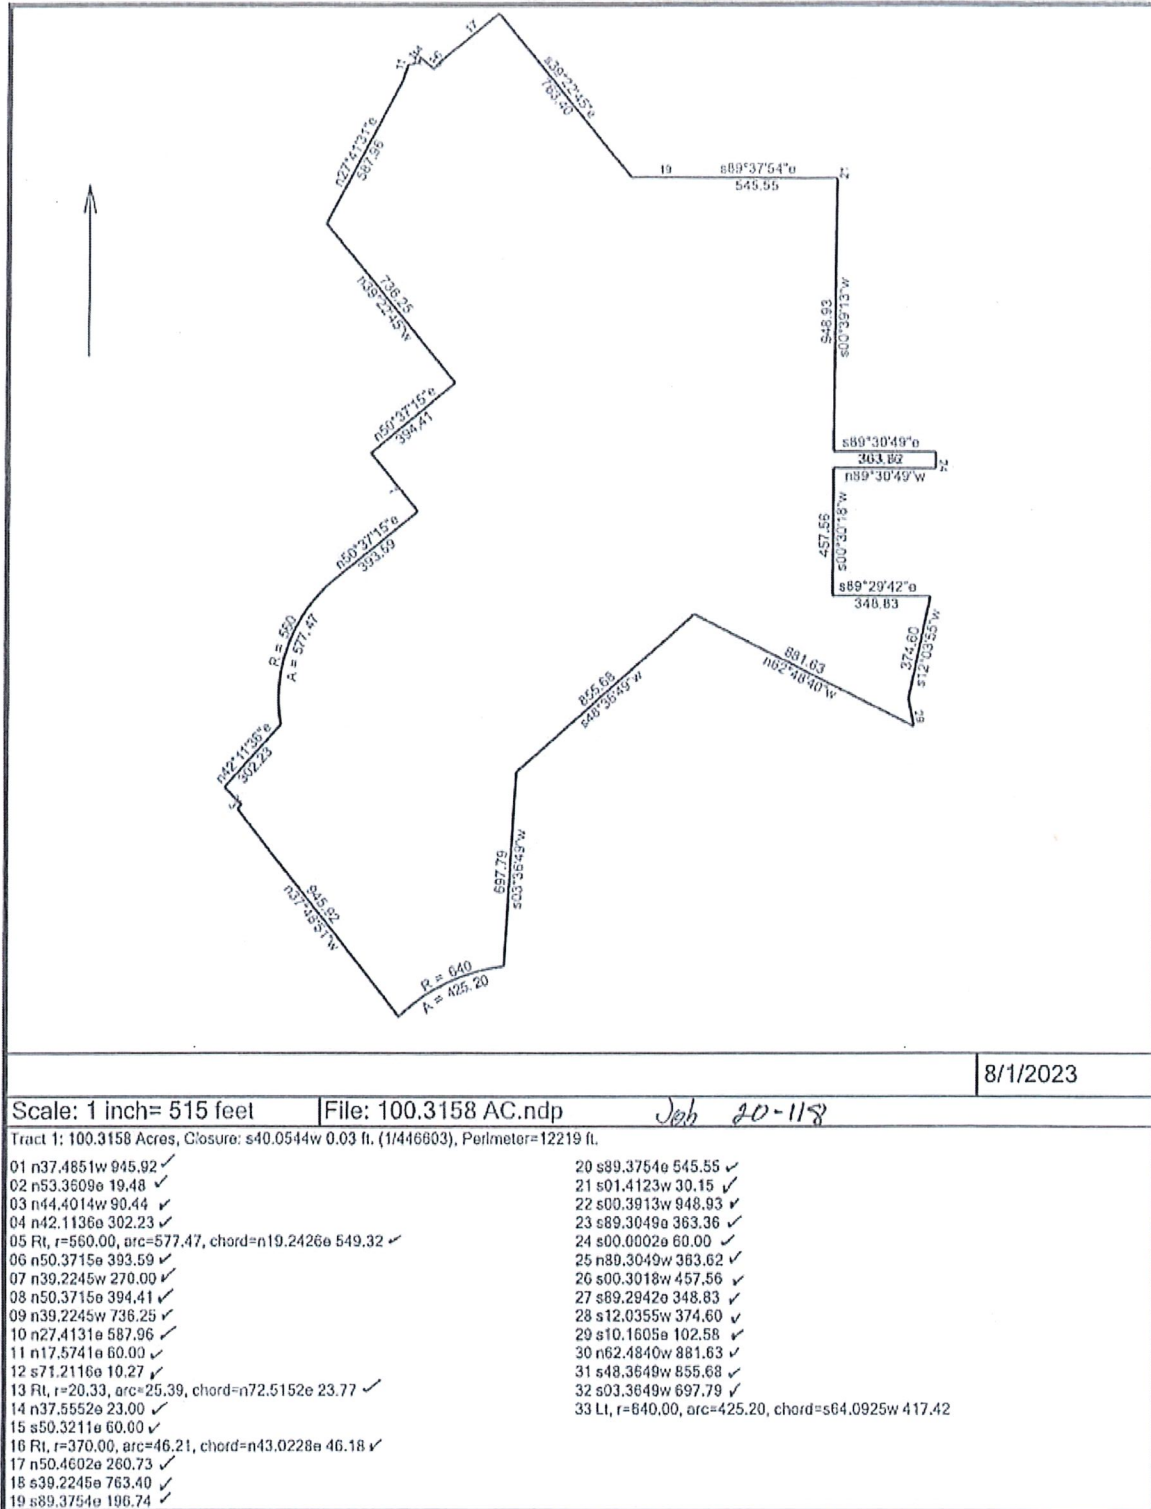 17
s39°22'45"e
763.40
11
n27°41'31"e
587.96
19
s89°37'54"e
545.55
21
736.25
n39°22'45"w
948.93
s00°39'13"w
n50°37'15"e
394.41
s89°30'49"e
n89°30'49"w
24
457.56
s00°30'18"w
7
n50°37'15"e
393.59
s89°29'42"e
348.83
R = 560
A = 577.47
374.60
s12°03'55"w
881.63
n62°48'40"w
29
855.68
s48°36'49"w
n42°11'36"e
302.23
945.92
n37°48'51"w
697.79
s03°36'49"w
R = 640
A = 425.20
8/1/2023
Scale: 1 inch= 515 feet
File: 100.3158 AC.ndp
Job 20-118
Tract 1: 100.3158 Acres, Closure: s40.0544w 0.03 ft. (1/446603), Perimeter=12219 ft.
01 n37.4851w 945.92 ✓
02 n53.3609e 19.48 ✓
03 n44.4014w 90.44 ✓
04 n42.1136e 302.23 ✓
05 Rt, r=560.00, arc=577.47, chord=n19.2426e 549.32 ✓
06 n50.3715e 393.59 ✓
07 n39.2245w 270.00 ✓
08 n50.3715e 394.41 ✓
09 n39.2245w 736.25 ✓
10 n27.4131e 587.96 ✓
11 n17.5741e 60.00 ✓
12 s71.2116e 10.27 ✓
13 Rt, r=20.33, arc=25.39, chord=n72.5152e 23.77 ✓
14 n37.5552e 23.00 ✓
15 s50.3211e 60.00 ✓
16 Rt, r=370.00, arc=46.21, chord=n43.0228e 46.18 ✓
17 n50.4602e 260.73 ✓
18 s39.2245e 763.40 ✓
19 s89.3754e 196.74 ✓
20 s89.3754e 545.55 ✓
21 s01.4123w 30.15 ✓
22 s00.3913w 948.93 ✓
23 s89.3049e 363.36 ✓
24 s00.0002e 60.00 ✓
25 n89.3049w 363.62 ✓
26 s00.3018w 457.56 ✓
27 s89.2942e 348.83 ✓
28 s12.0355w 374.60 ✓
29 s10.1605e 102.58 ✓
30 n62.4840w 881.63 ✓
31 s48.3649w 855.68 ✓
32 s03.3649w 697.79 ✓
33 Lt, r=640.00, arc=425.20, chord=s64.0925w 417.42